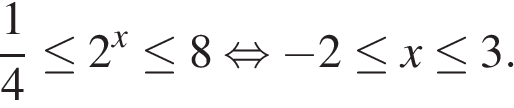 1/4 ≤ 2^x ≤ 8 ⇔ −2 ≤ x ≤ 3.